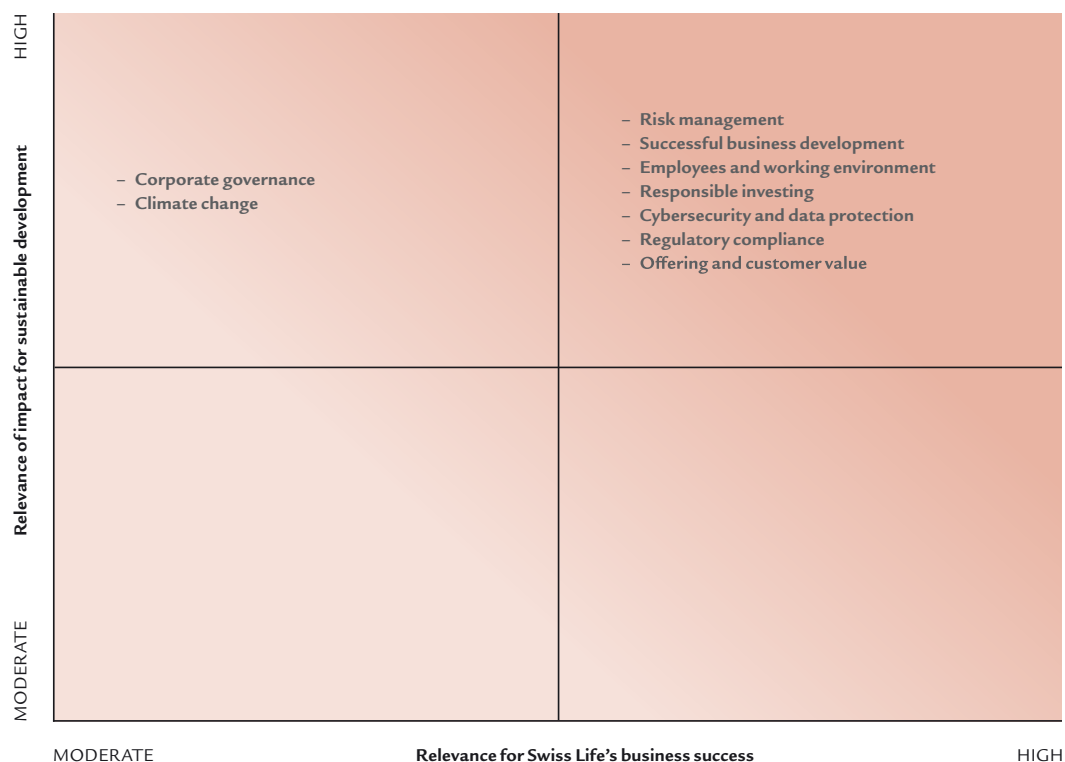 HIGH
Relevance of impact for sustainable development
MODERATE
– Corporate governance
– Climate change
– Risk management
– Successful business development
– Employees and working environment
– Responsible investing
– Cybersecurity and data protection
– Regulatory compliance
– Offering and customer value
MODERATE
Relevance for Swiss Life’s business success
HIGH